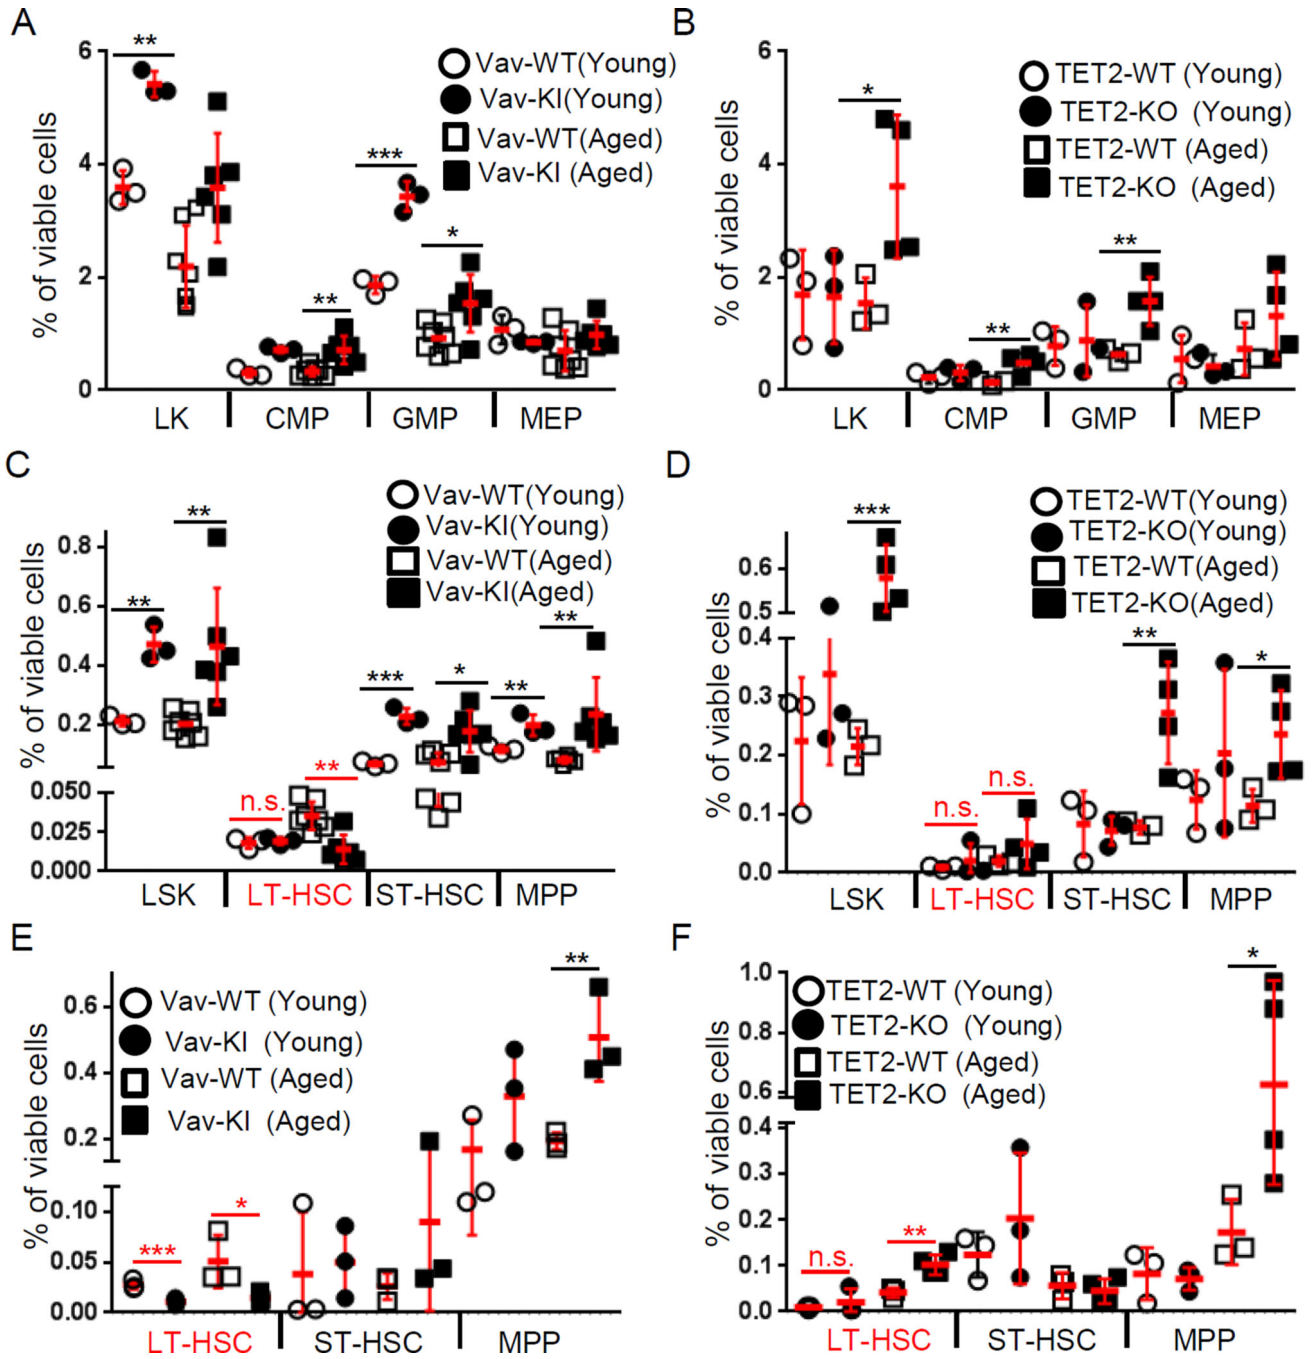 A
% of viable cells
6
4
2
0
**
***
*
**
Vav-WT(Young)
Vav-KI(Young)
Vav-WT(Aged)
Vav-KI (Aged)
LK | CMP | GMP | MEP
B
% of viable cells
6
4
2
0
*
**
**
TET2-WT (Young)
TET2-KO (Young)
TET2-WT (Aged)
TET2-KO (Aged)
LK | CMP | GMP | MEP
C
% of viable cells
0.8
0.6
0.4
0.2
0.050
0.025
0.000
**
**
n.s.
**
***
*
**
**
Vav-WT(Young)
Vav-KI(Young)
Vav-WT(Aged)
Vav-KI(Aged)
LSK | LT-HSC | ST-HSC | MPP
D
% of viable cells
0.6
0.5
0.4
0.3
0.2
0.1
0.0
***
n.s.
n.s.
**
*
TET2-WT(Young)
TET2-KO(Young)
TET2-WT(Aged)
TET2-KO(Aged)
LSK | LT-HSC | ST-HSC | MPP
E
% of viable cells
0.6
0.4
0.2
0.10
0.05
0.00
***
*
**
Vav-WT (Young)
Vav-KI (Young)
Vav-WT (Aged)
Vav-KI (Aged)
LT-HSC | ST-HSC | MPP
F
% of viable cells
1.0
0.8
0.6
0.4
0.3
0.2
0.1
0.0
n.s.
**
*
TET2-WT (Young)
TET2-KO (Young)
TET2-WT (Aged)
TET2-KO (Aged)
LT-HSC | ST-HSC | MPP